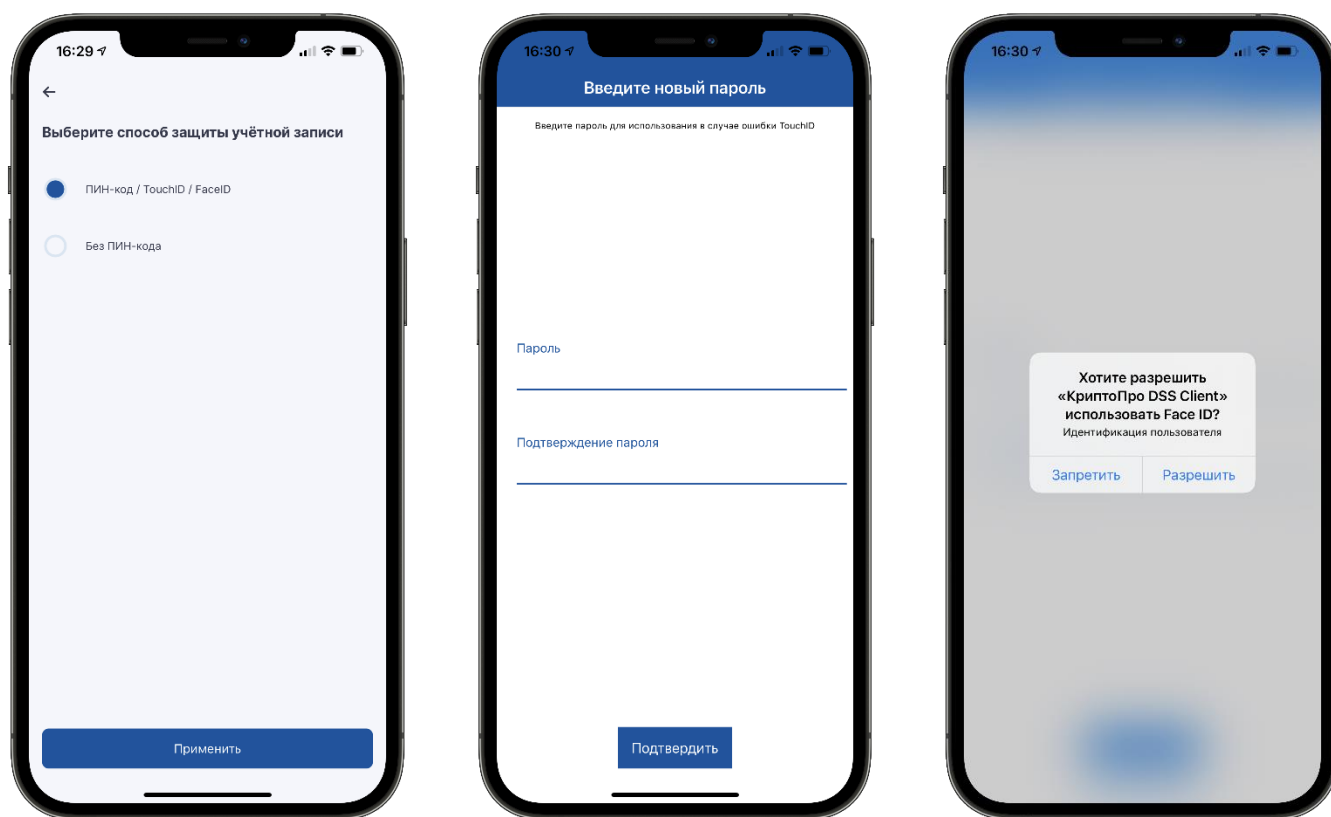 16:29
Выберите способ защиты учётной записи
ПИН-код / TouchID / FaceID
Без ПИН-кода
Применить
16:30
Введите новый пароль
Введите пароль для использования в случае ошибки TouchID
Пароль
Подтверждение пароля
Подтвердить
16:30
Хотите разрешить
«КриптоПро DSS Client»
использовать Face ID?
Идентификация пользователя
Запретить
Разрешить